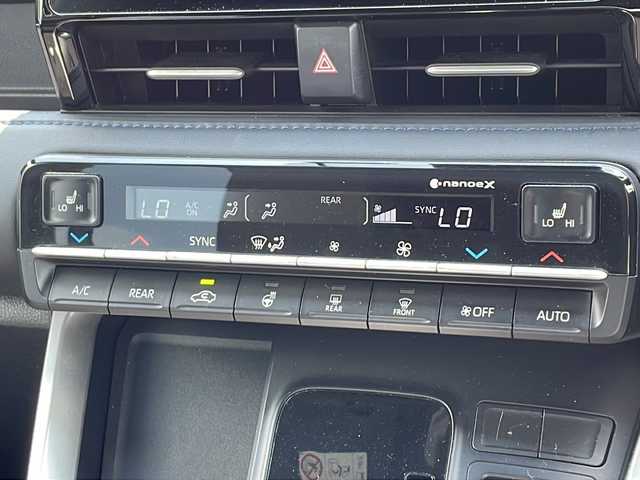 nanoeX
LO HI
LO A/C ON REAR SYNC LO
LO HI
SYNC
A/C REAR REAR FRONT OFF AUTO